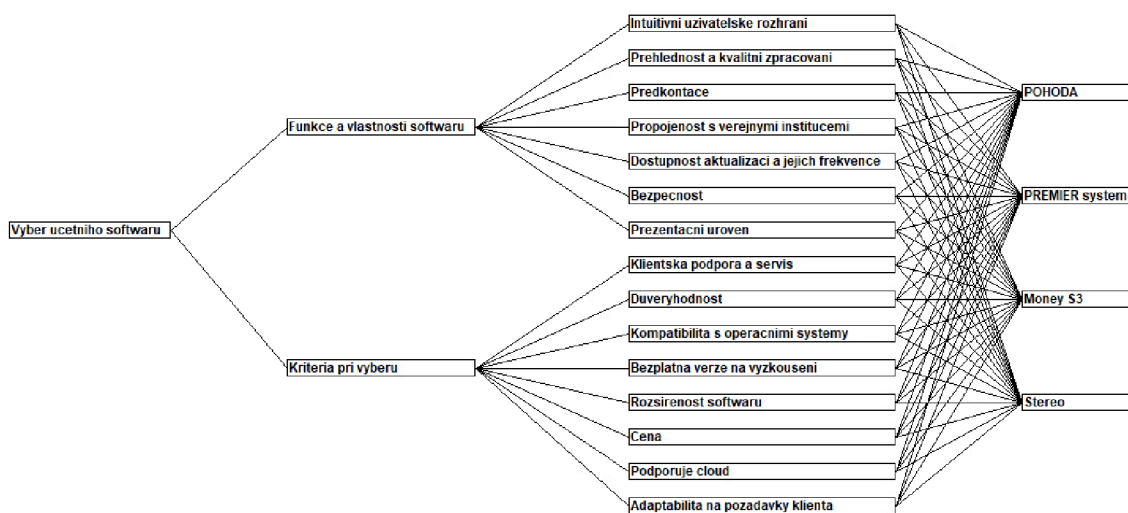 Vyber ucetniho softwaru
Funkce a vlastnosti softwaru
Kriteria pri vyberu
Intuitivni uzivatelske rozhrani
Prehlednost a kvalitni zpracovani
Predkontace
Propojenost s verejnymi institucemi
Dostupnost aktualizaci a jejich frekvence
Bezpecnost
Prezentacni uroven
Klientska podpora a servis
Duveryhodnost
Kompatibilita s operacnimi systemy
Bezplatna verze na vyzkouseni
Rozsirenost softwaru
Cena
Podporuje cloud
Adaptabilita na pozadavky klienta
POHODA
PREMIER system
Money S3
Stereo